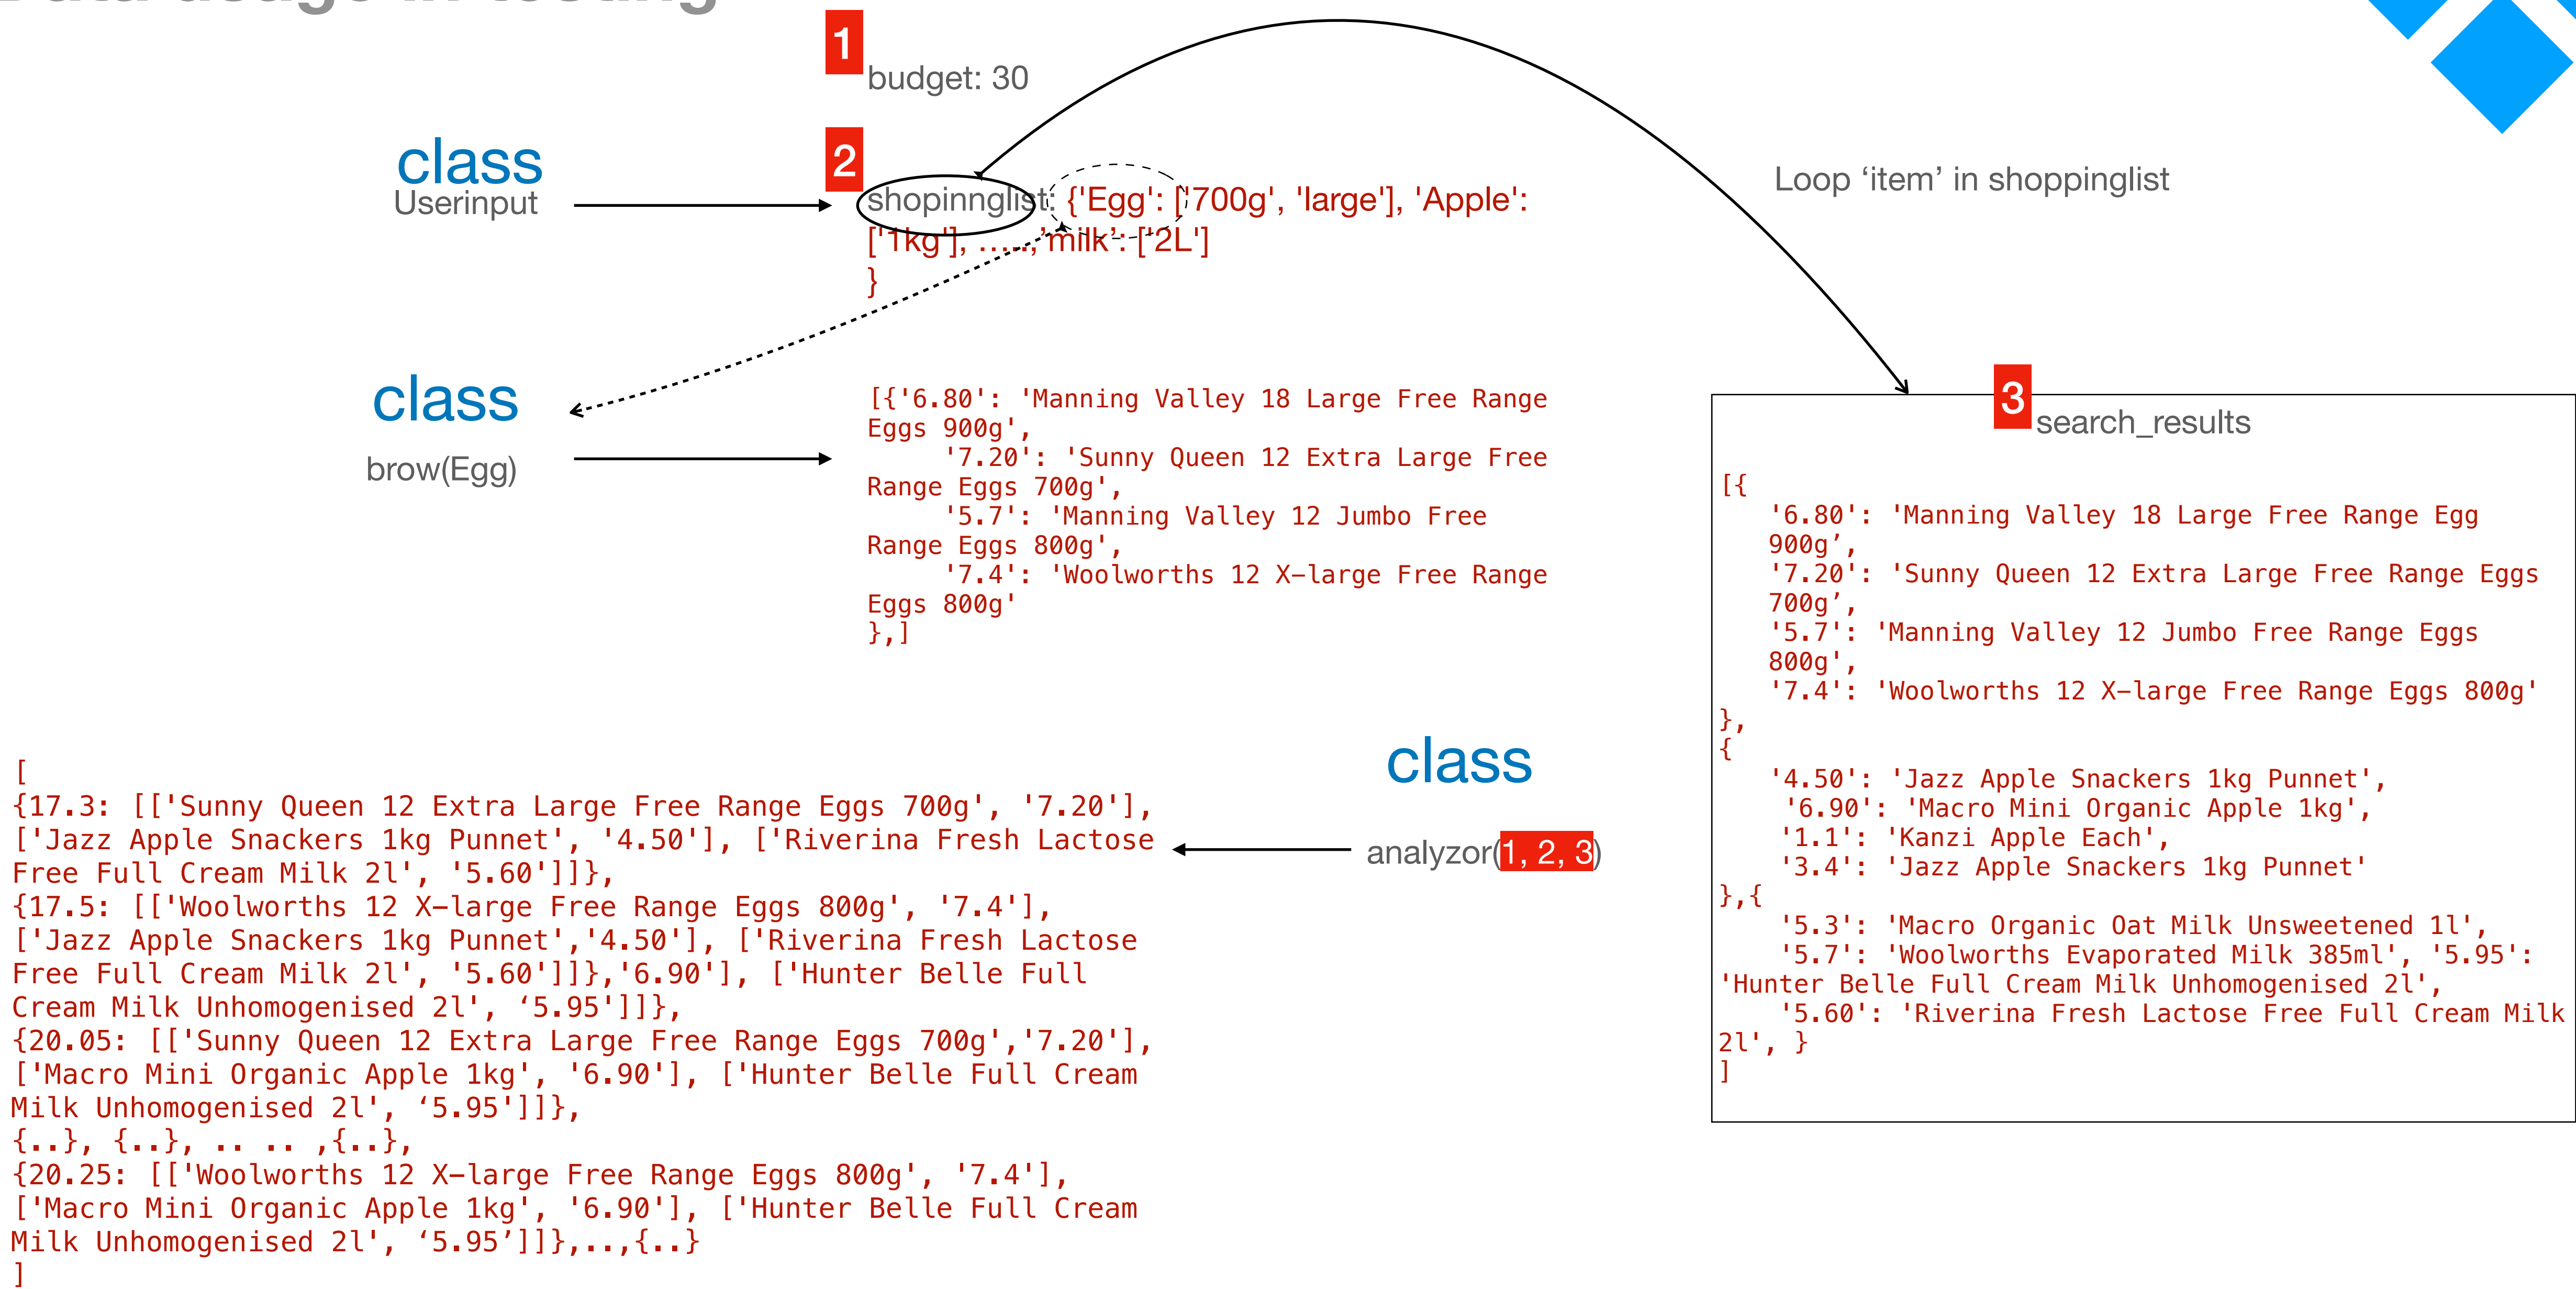 Data usage in testing
1
budget: 30
class
Userinput
2
shopinnglist: {'Egg': ['700g', 'large'], 'Apple':
['1kg'], ......,’milk’: ['2L']
}
Loop ‘item’ in shoppinglist
class
brow(Egg)
[{'6.80': 'Manning Valley 18 Large Free Range
Eggs 900g',
'7.20': 'Sunny Queen 12 Extra Large Free
Range Eggs 700g',
'5.7': 'Manning Valley 12 Jumbo Free
Range Eggs 800g',
'7.4': 'Woolworths 12 X-large Free Range
Eggs 800g'
},]
3
search_results
[{
'6.80': 'Manning Valley 18 Large Free Range Egg
900g’,
'7.20': 'Sunny Queen 12 Extra Large Free Range Eggs
700g’,
'5.7': 'Manning Valley 12 Jumbo Free Range Eggs
800g',
'7.4': 'Woolworths 12 X-large Free Range Eggs 800g'
},
{
'4.50': 'Jazz Apple Snackers 1kg Punnet',
'6.90': 'Macro Mini Organic Apple 1kg',
'1.1': 'Kanzi Apple Each',
'3.4': 'Jazz Apple Snackers 1kg Punnet'
},{
'5.3': 'Macro Organic Oat Milk Unsweetened 1l',
'5.7': 'Woolworths Evaporated Milk 385ml', '5.95':
'Hunter Belle Full Cream Milk Unhomogenised 2l',
'5.60': 'Riverina Fresh Lactose Free Full Cream Milk
2l', }
]
class
analyzor(1, 2, 3)
[
{17.3: [['Sunny Queen 12 Extra Large Free Range Eggs 700g', '7.20'],
['Jazz Apple Snackers 1kg Punnet', '4.50'], ['Riverina Fresh Lactose
Free Full Cream Milk 2l', '5.60']]},
{17.5: [['Woolworths 12 X-large Free Range Eggs 800g', '7.4'],
['Jazz Apple Snackers 1kg Punnet','4.50'], ['Riverina Fresh Lactose
Free Full Cream Milk 2l', '5.60']]},'6.90'], ['Hunter Belle Full
Cream Milk Unhomogenised 2l', ‘5.95']]},
{20.05: [['Sunny Queen 12 Extra Large Free Range Eggs 700g','7.20'],
['Macro Mini Organic Apple 1kg', '6.90'], ['Hunter Belle Full Cream
Milk Unhomogenised 2l', ‘5.95']]},
{..}, {..}, .. .. ,{..},
{20.25: [['Woolworths 12 X-large Free Range Eggs 800g', '7.4'],
['Macro Mini Organic Apple 1kg', '6.90'], ['Hunter Belle Full Cream
Milk Unhomogenised 2l', ‘5.95’]]},..,{..}
]